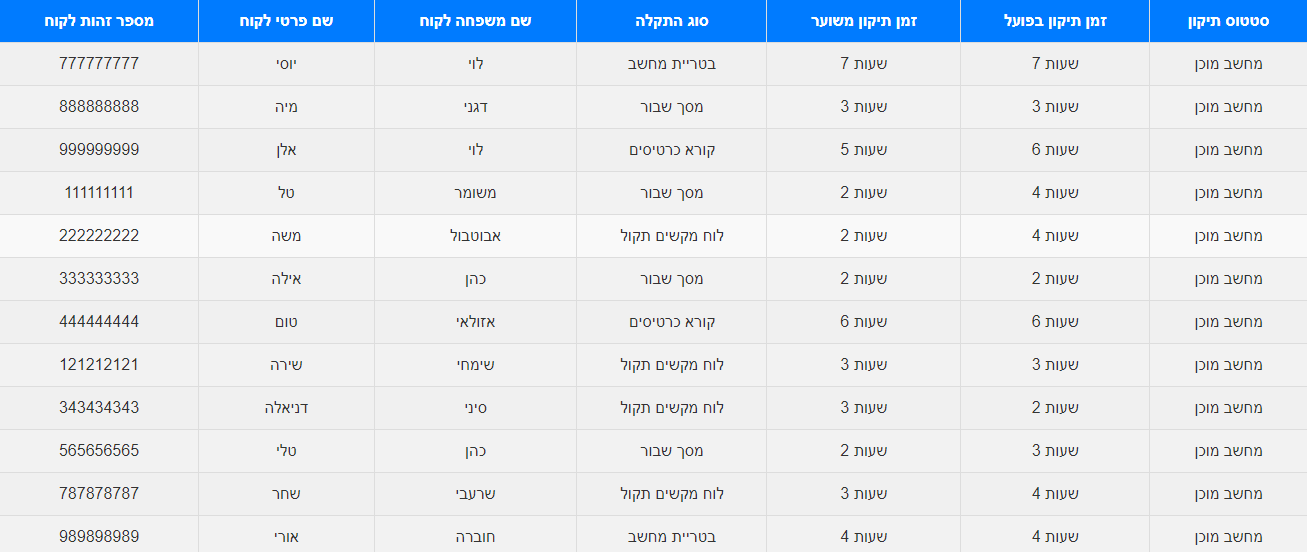 מספר זהות לקוח שם פרטי לקוח שם משפחה לקוח סוג התקלה זמן תיקון משוער זמן תיקון בפועל סטטוס תיקון
777777777 יוסי לוי בטריית מחשב 7 שעות 7 שעות מחשב מוכן
888888888 מיה דגני מסך שבור 3 שעות 3 שעות מחשב מוכן
999999999 אלן לוי קורא כרטיסים 5 שעות 6 שעות מחשב מוכן
111111111 טל משומר מסך שבור 2 שעות 4 שעות מחשב מוכן
222222222 משה אבוטבול לוח מקשים תקול 2 שעות 4 שעות מחשב מוכן
333333333 אילה כהן מסך שבור 2 שעות 2 שעות מחשב מוכן
444444444 טום אזולאי קורא כרטיסים 6 שעות 6 שעות מחשב מוכן
121212121 שירה שימחי לוח מקשים תקול 3 שעות 3 שעות מחשב מוכן
343434343 דניאלה סיני לוח מקשים תקול 3 שעות 2 שעות מחשב מוכן
565656565 טלי כהן מסך שבור 2 שעות 3 שעות מחשב מוכן
787878787 שחר שרעבי לוח מקשים תקול 3 שעות 4 שעות מחשב מוכן
989898989 אורי חוברה בטריית מחשב 4 שעות 4 שעות מחשב מוכן